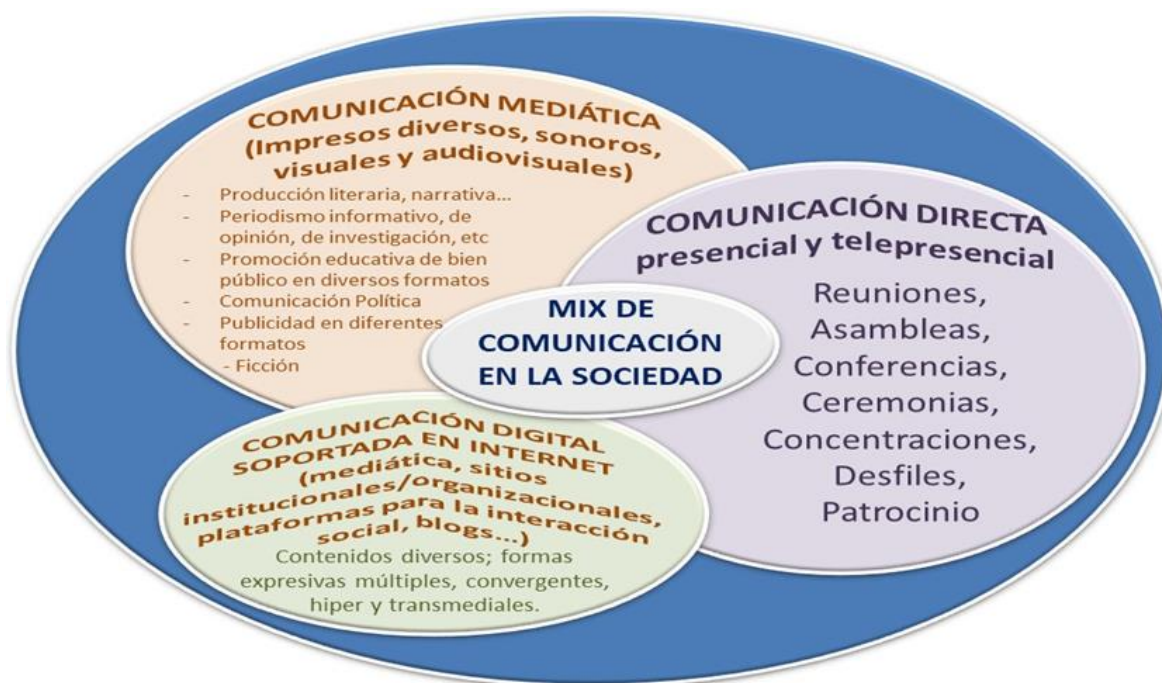 COMUNICACIÓN MEDIÁTICA
(Impresos diversos, sonoros,
visuales y audiovisuales)
- Producción literaria, narrativa...
- Periodismo informativo, de
opinión, de investigación, etc
- Promoción educativa de bien
público en diversos formatos
- Comunicación Política
- Publicidad en diferentes
formatos
- Ficción
COMUNICACIÓN DIRECTA
presencial y telepresencial
Reuniones,
Asambleas,
Conferencias,
Ceremonias,
Concentraciones,
Desfiles,
Patrocinio
MIX DE
COMUNICACIÓN
EN LA SOCIEDAD
COMUNICACIÓN DIGITAL
SOPORTADA EN INTERNET
(mediática, sitios
institucionales/organizacionales,
plataformas para la interacción
social, blogs...)
Contenidos diversos; formas
expresivas múltiples, convergentes,
hiper y transmediales.